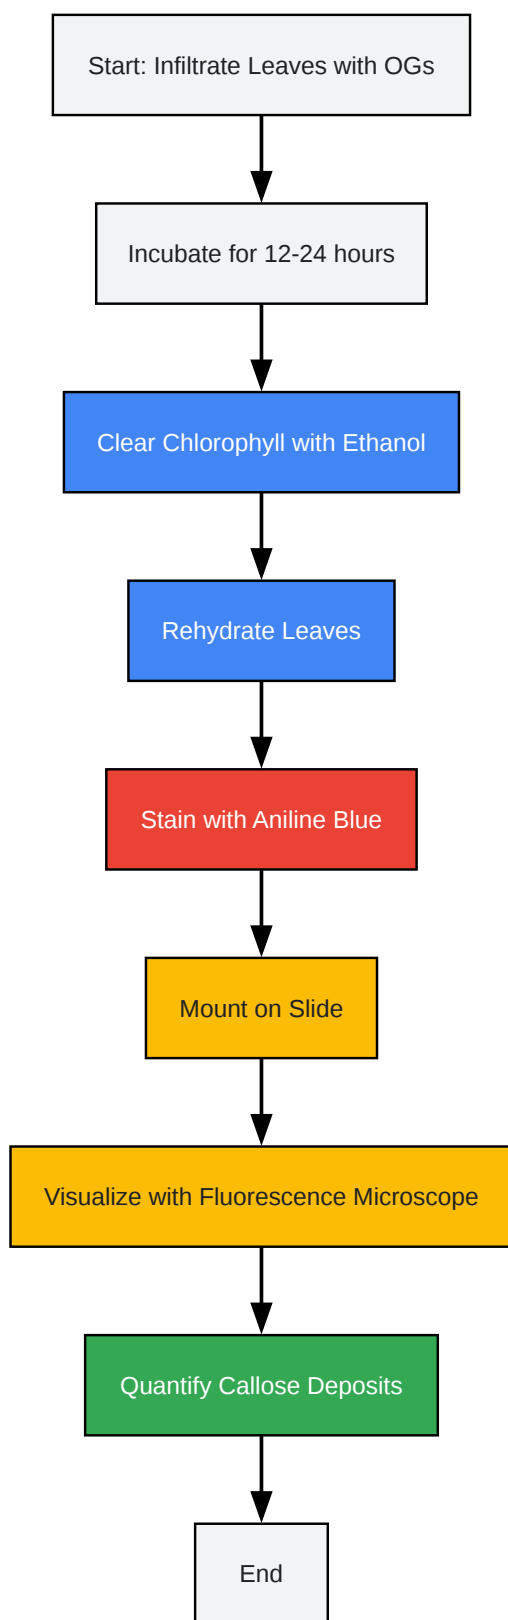 Start: Infiltrate Leaves with OGs
Incubate for 12-24 hours
Clear Chlorophyll with Ethanol
Rehydrate Leaves
Stain with Aniline Blue
Mount on Slide
Visualize with Fluorescence Microscope
Quantify Callose Deposits
End